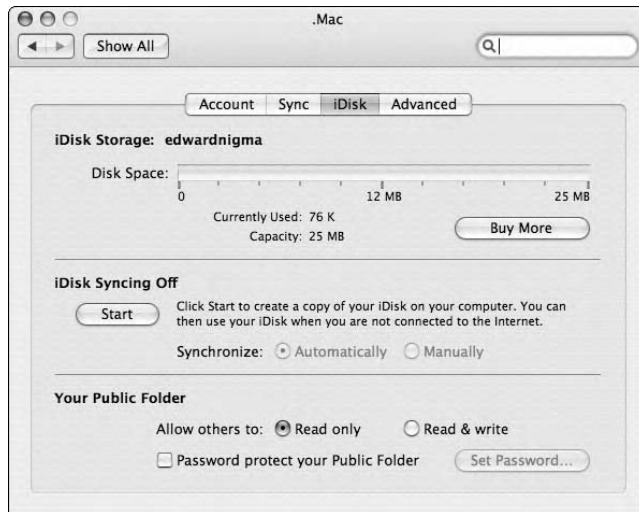 .Mac
Show All
Account Sync iDisk Advanced
iDisk Storage: edwardnigma
Disk Space:
0 12 MB 25 MB
Currently Used: 76 K
Capacity: 25 MB
Buy More
iDisk Syncing Off
Start
Click Start to create a copy of your iDisk on your computer. You can
then use your iDisk when you are not connected to the Internet.
Synchronize: Automatically Manually
Your Public Folder
Allow others to: Read only Read & write
Password protect your Public Folder Set Password...